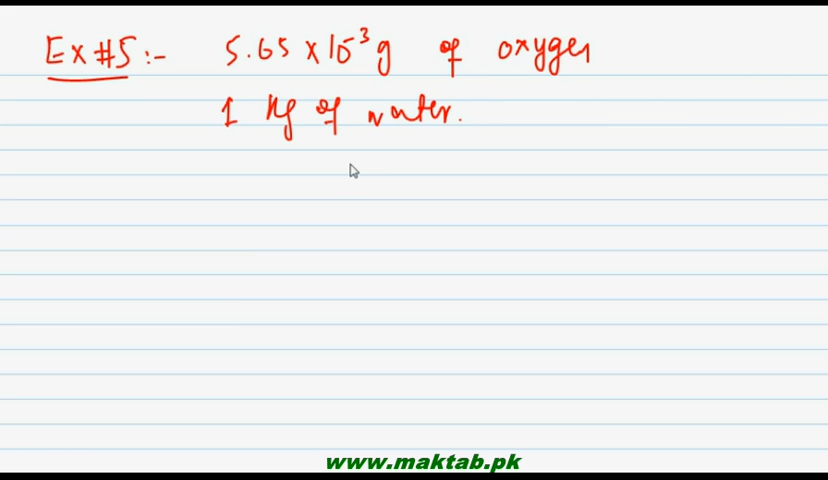 Ex #5 :- 5.65 × 10⁻³ g of oxygen
1 Kg of water.
www.maktab.pk